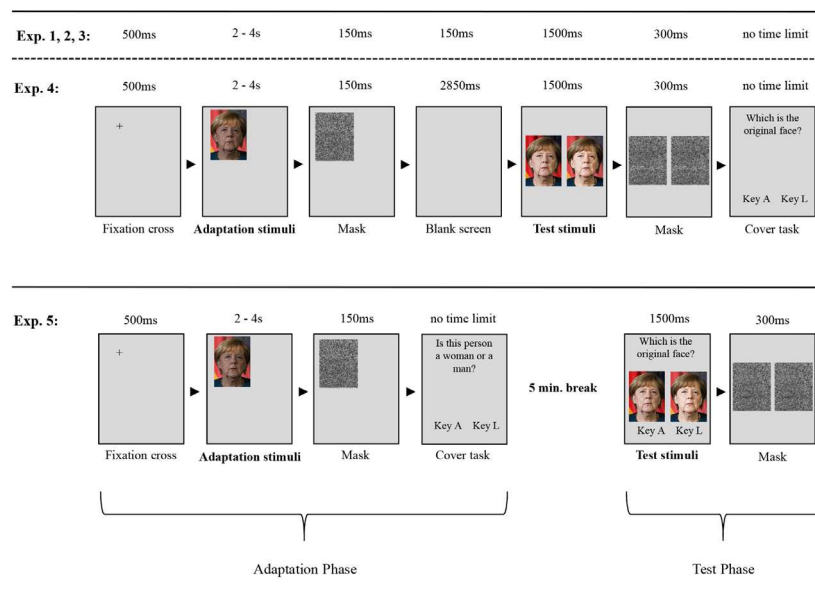 Exp. 1, 2, 3: 500ms 2 - 4s 150ms 150ms 1500ms 300ms no time limit
Exp. 4: 500ms 2 - 4s 150ms 2850ms 1500ms 300ms no time limit
Which is the
original face?
Key A Key L
Fixation cross Adaptation stimuli Mask Blank screen Test stimuli Mask Cover task
Exp. 5: 500ms 2 - 4s 150ms no time limit 1500ms 300ms
Is this person
a woman or a
man?
Key A Key L
5 min. break
Which is the
original face?
Key A Key L
Fixation cross Adaptation stimuli Mask Cover task Test stimuli Mask
Adaptation Phase Test Phase